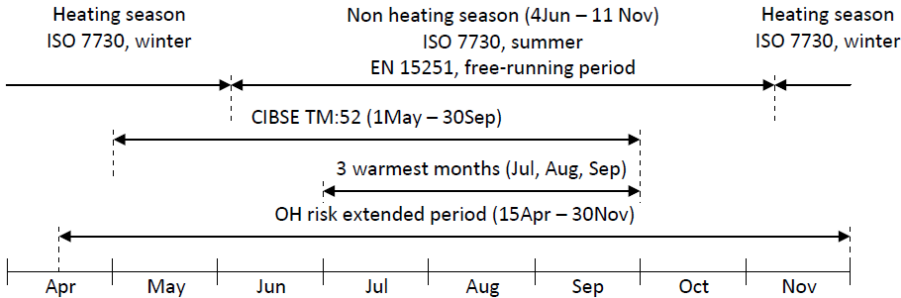 Heating season
ISO 7730, winter
Non heating season (4Jun – 11 Nov)
ISO 7730, summer
EN 15251, free-running period
Heating season
ISO 7730, winter
CIBSE TM:52 (1May – 30Sep)
3 warmest months (Jul, Aug, Sep)
OH risk extended period (15Apr – 30Nov)
Apr May Jun Jul Aug Sep Oct Nov